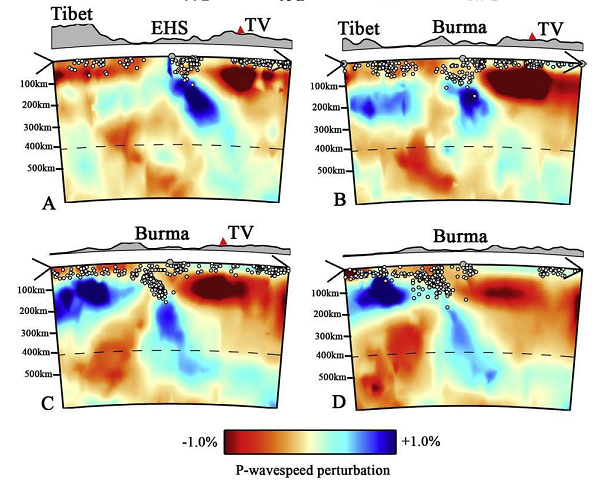 Tibet EHS TV
100km
200km
300km
400km
500km
A
Tibet Burma TV
100km
200km
300km
400km
500km
B
Burma TV
100km
200km
300km
400km
500km
C
Burma
100km
200km
300km
400km
500km
D
-1.0% +1.0%
P-wavespeed perturbation